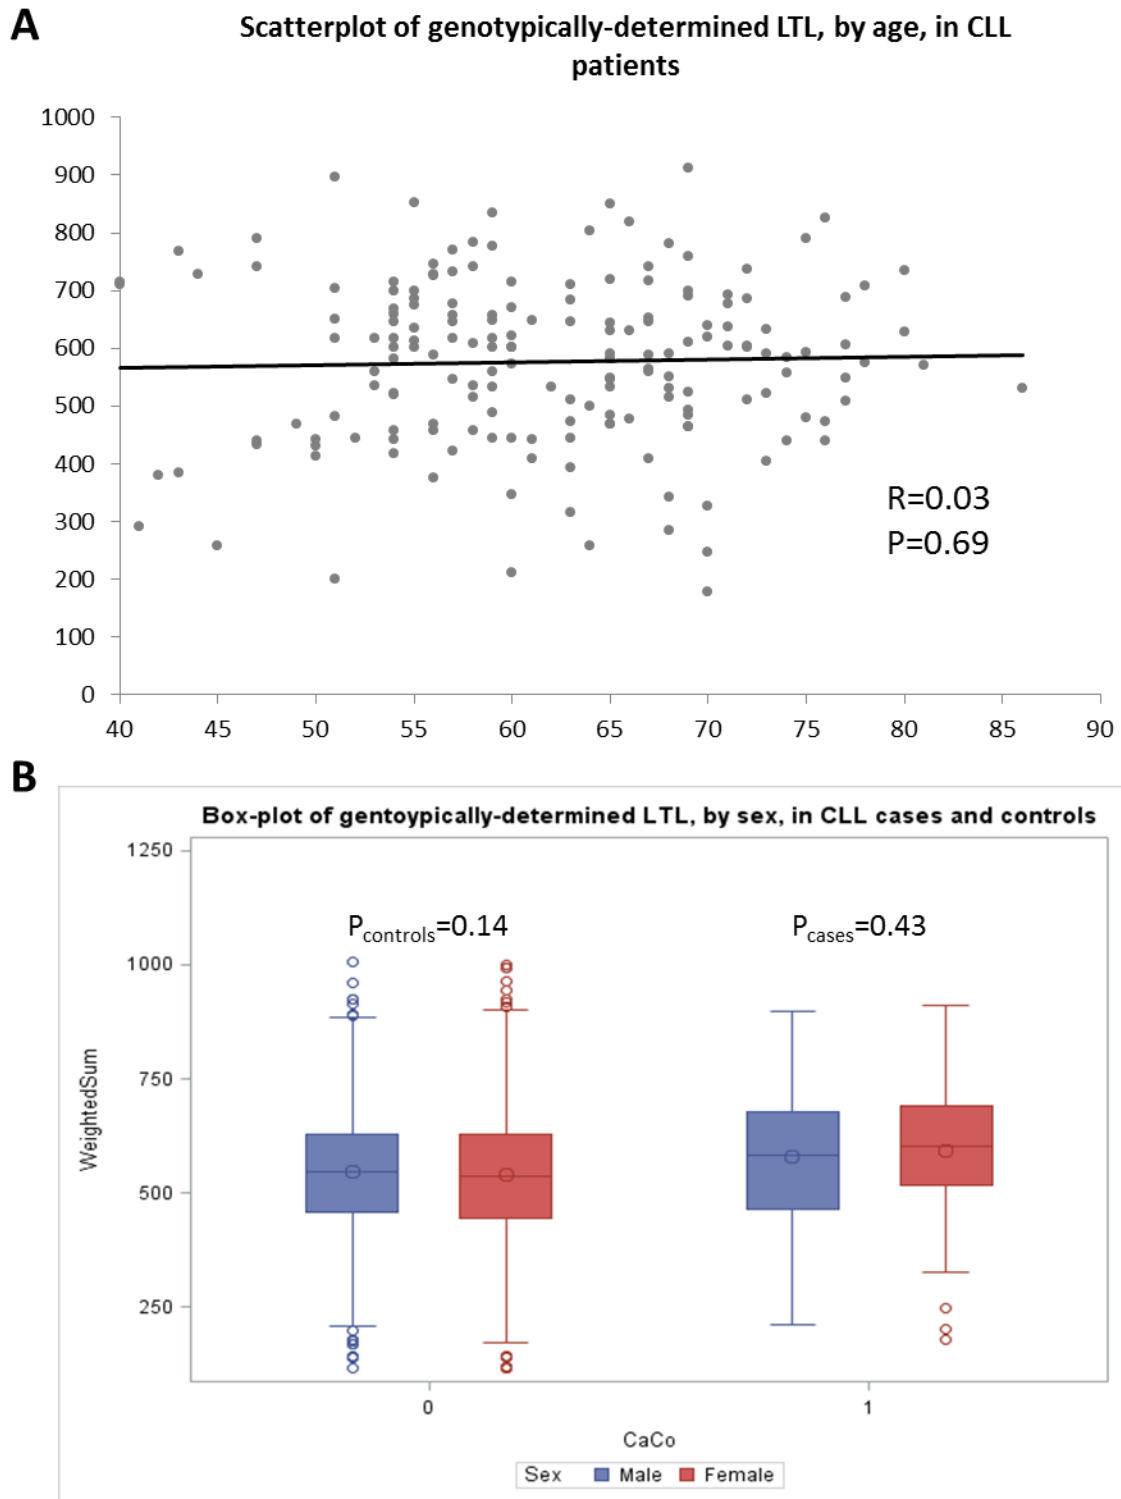 A
Scatterplot of genotypically-determined LTL, by age, in CLL
patients
1000
900
800
700
600
500
400
300
200
100
0
R=0.03
P=0.69
40 45 50 55 60 65 70 75 80 85 90
B
Box-plot of gentoypically-determined LTL, by sex, in CLL cases and controls
1250
1000
750
500
250
WeightedSum
Pcontrols=0.14 Pcases=0.43
0 1
CaCo
Sex Male Female